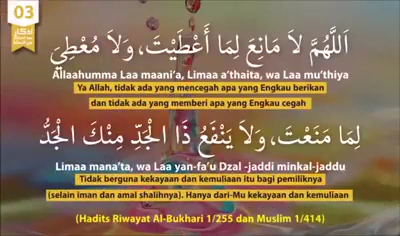 03
اَللَّهُمَّ لاَ مَانِعَ لِمَا أَعْطَيْتَ، وَلاَ مُعْطِيَ
Allaahumma Laa maani'a, Limaa a'thaita, wa Laa mu'thiya
Ya Allah, tidak ada yang mencegah apa yang Engkau berikan
dan tidak ada yang memberi apa yang Engkau cegah
لِمَا مَنَعْتَ، وَلاَ يَنْفَعُ ذَا الْجَدِّ مِنْكَ الْجَدُّ
Limaa mana'ta, wa Laa yan-fa'u Dzal -jaddi minkal-jaddu
Tidak berguna kekayaan dan kemuliaan itu bagi pemiliknya
(selain iman dan amal shalihnya). Hanya dari-Mu kekayaan dan kemuliaan
(Hadits Riwayat Al-Bukhari 1/255 dan Muslim 1/414)